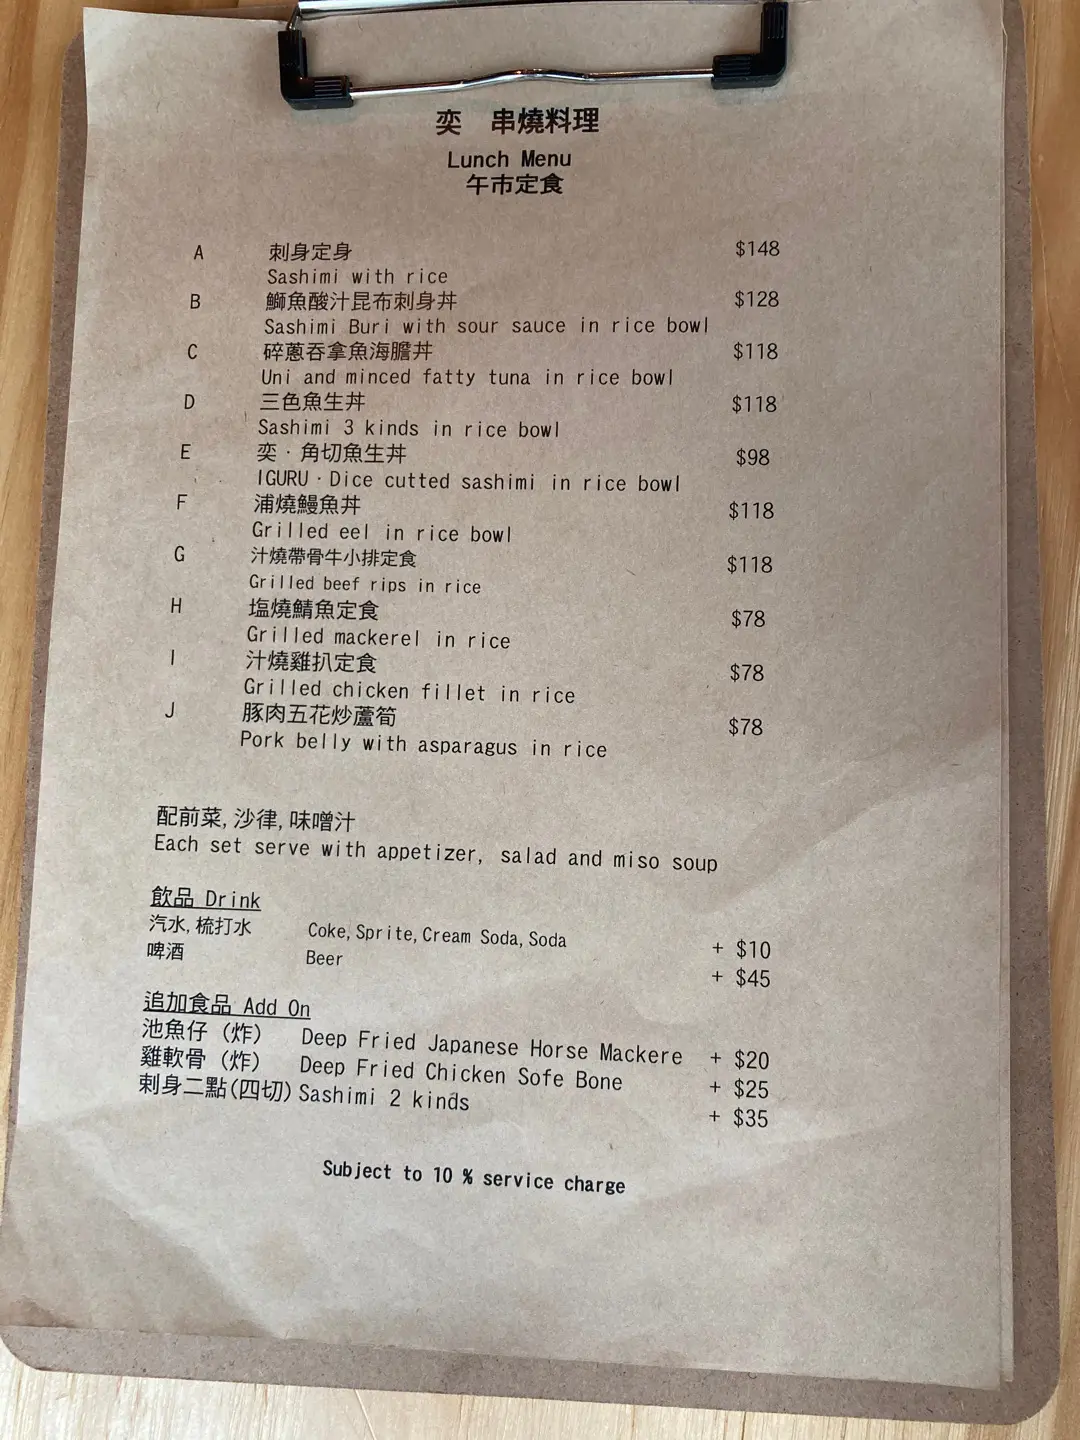 奕 串燒料理
Lunch Menu
午市定食
A 刺身定身 $148
Sashimi with rice
B 鰤魚酸汁昆布刺身丼 $128
Sashimi Buri with sour sauce in rice bowl
C 碎蔥吞拿魚海膽丼 $118
Uni and minced fatty tuna in rice bowl
D 三色魚生丼 $118
Sashimi 3 kinds in rice bowl
E 奕·角切魚生丼 $98
IGURU·Dice cutted sashimi in rice bowl
F 浦燒鰻魚丼 $118
Grilled eel in rice bowl
G 汁燒帶骨牛小排定食 $118
Grilled beef rips in rice
H 塩燒鯖魚定食 $78
Grilled mackerel in rice
I 汁燒雞扒定食 $78
Grilled chicken fillet in rice
J 豚肉五花炒蘆筍 $78
Pork belly with asparagus in rice
配前菜,沙律,味噌汁
Each set serve with appetizer, salad and miso soup
飲品 Drink
汽水,梳打水 Coke,Sprite,Cream Soda,Soda + $10
啤酒 Beer + $45
追加食品 Add On
池魚仔 (炸) Deep Fried Japanese Horse Mackere + $20
雞軟骨 (炸) Deep Fried Chicken Sofe Bone + $25
刺身二點(四切) Sashimi 2 kinds + $35
Subject to 10 % service charge